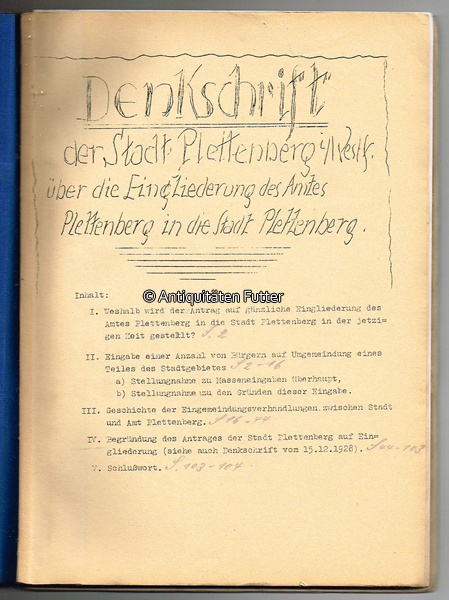 Denkschrift
der Stadt Plettenberg i/Westf.
über die Eingliederung des Amtes
Plettenberg in die Stadt Plettenberg.
Inhalt:
© Antiquitäten Futter
I. Weshalb wird der Antrag auf gänzliche Eingliederung des
Amtes Plettenberg in die Stadt Plettenberg in der jetzi-
gen Zeit gestellt? S. 2
II. Eingabe einer Anzahl von Bürgern auf Umgemeindung eines
Teiles des Stadtgebietes S 2-16
a) Stellungnahme zu Masseneingaben überhaupt,
b) Stellungnahme zu den Gründen dieser Eingabe.
III. Geschichte der Eingemeindungsverhandlungen zwischen Stadt
und Amt Plettenberg. S 16-44
IV. Begründung des Antrages der Stadt Plettenberg auf Ein-
gliederung (siehe auch Denkschrift vom 15.12.1928). S 44-103
V. Schlußwort. S. 103-104